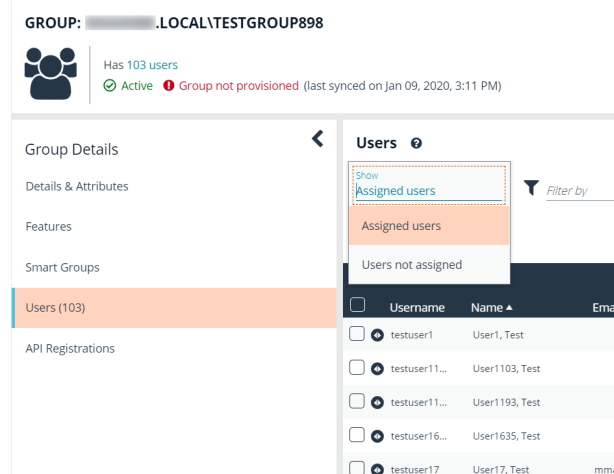 GROUP: .LOCAL\TESTGROUP898
Has 103 users
Active Group not provisioned (last synced on Jan 09, 2020, 3:11 PM)
Group Details
Details & Attributes
Features
Smart Groups
Users (103)
API Registrations
Users
Show
Assigned users
Filter by
Assigned users
Users not assigned
Username Name
testuser1 User1, Test
testuser11... User1103, Test
testuser11... User1193, Test
testuser16... User1635, Test
testuser17 User17, Test